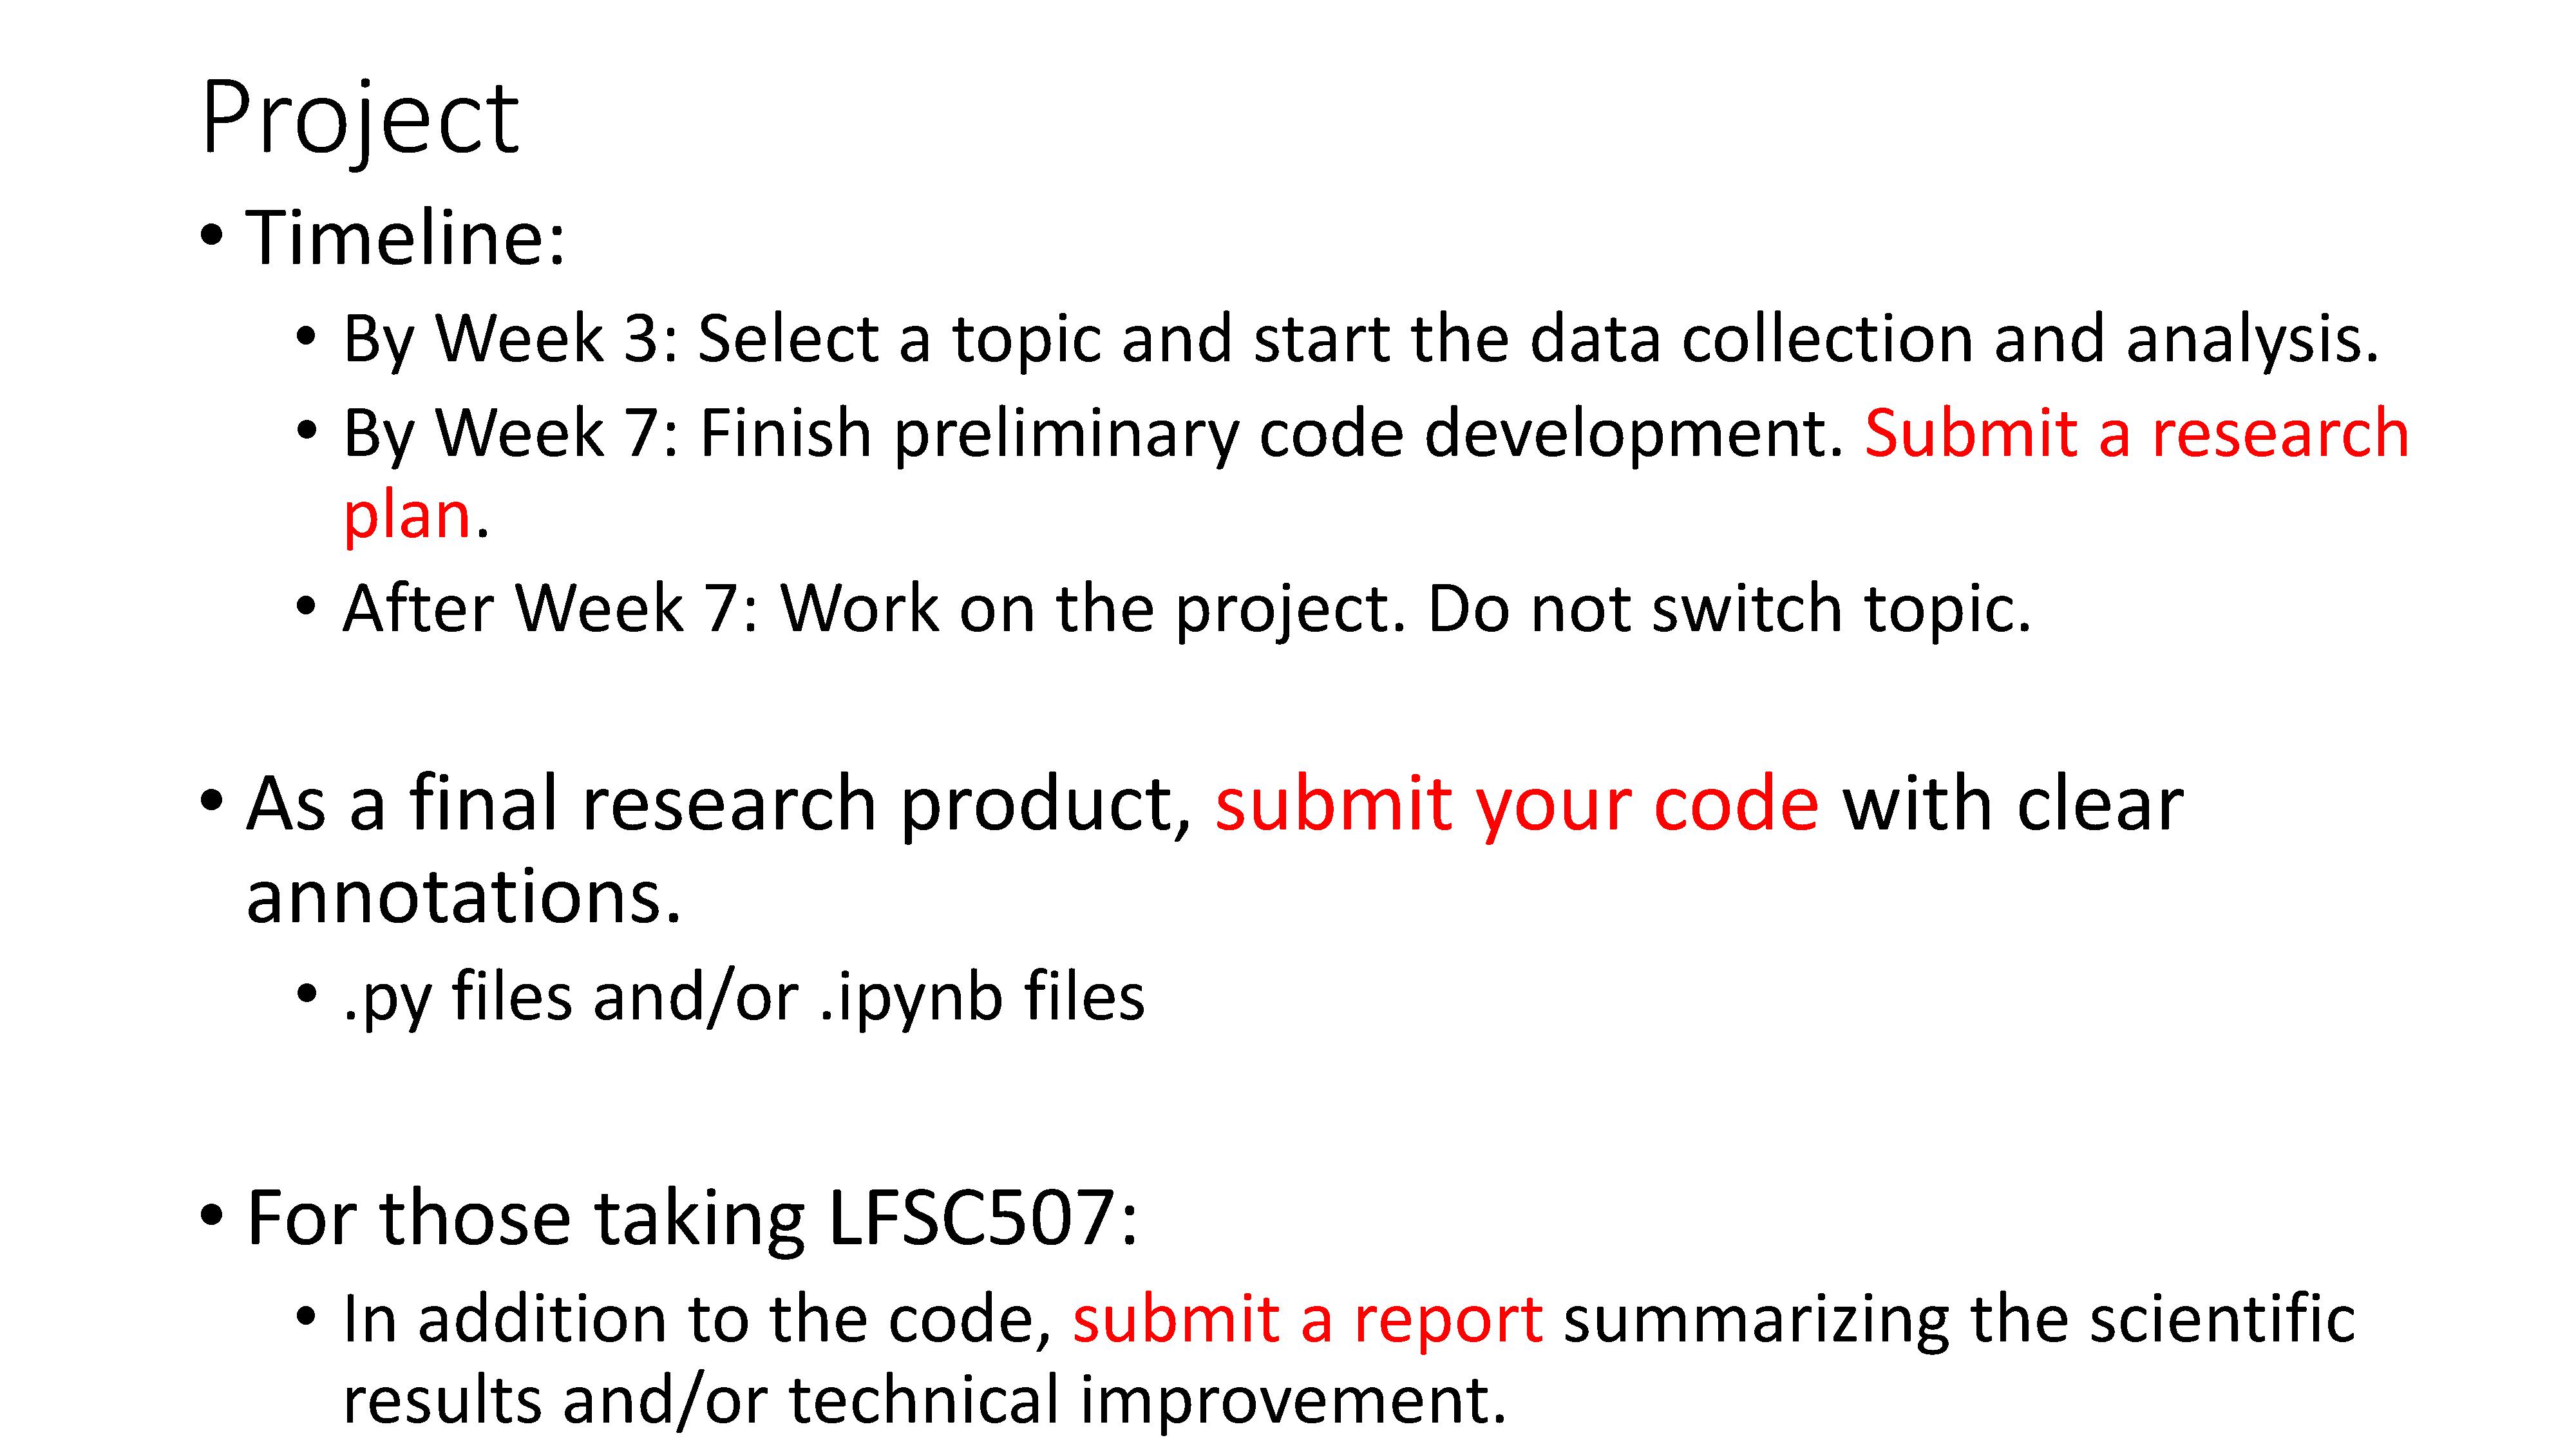 Project
• Timeline:
• By Week 3: Select a topic and start the data collection and analysis.
• By Week 7: Finish preliminary code development. Submit a research
plan.
• After Week 7: Work on the project. Do not switch topic.
• As a final research product, submit your code with clear
annotations.
• .py files and/or .ipynb files
• For those taking LFSC507:
• In addition to the code, submit a report summarizing the scientific
results and/or technical improvement.